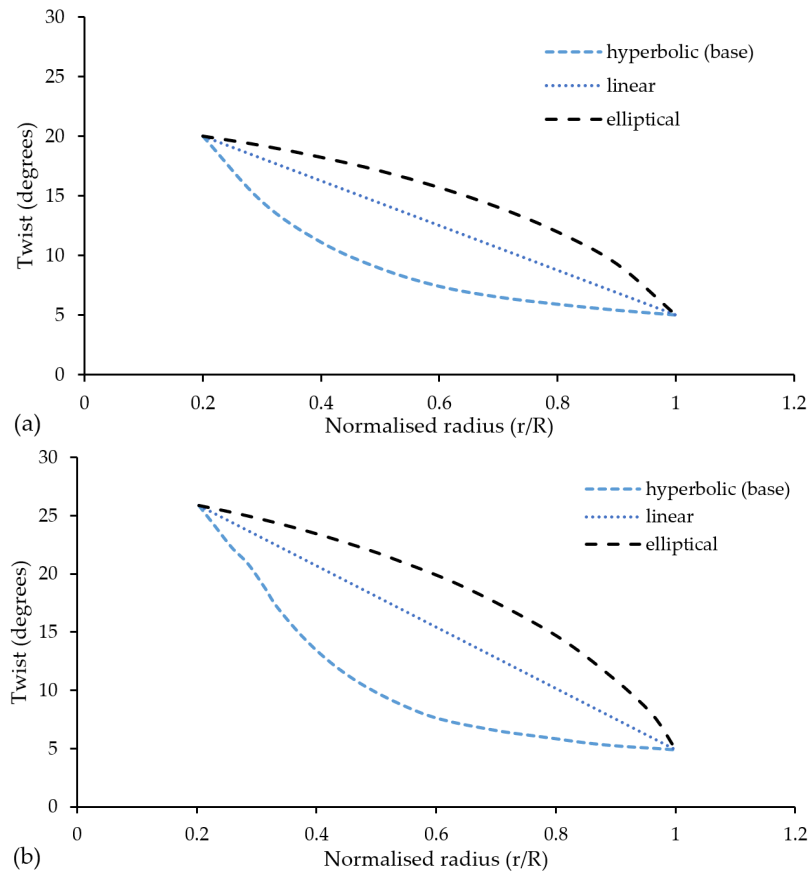 30
25
20
15
10
5
0
Twist (degrees)
hyperbolic (base)
linear
elliptical
0 0.2 0.4 0.6 0.8 1 1.2
(a) Normalised radius (r/R)
30
25
20
15
10
5
0
Twist (degrees)
hyperbolic (base)
linear
elliptical
0 0.2 0.4 0.6 0.8 1 1.2
(b) Normalised radius (r/R)